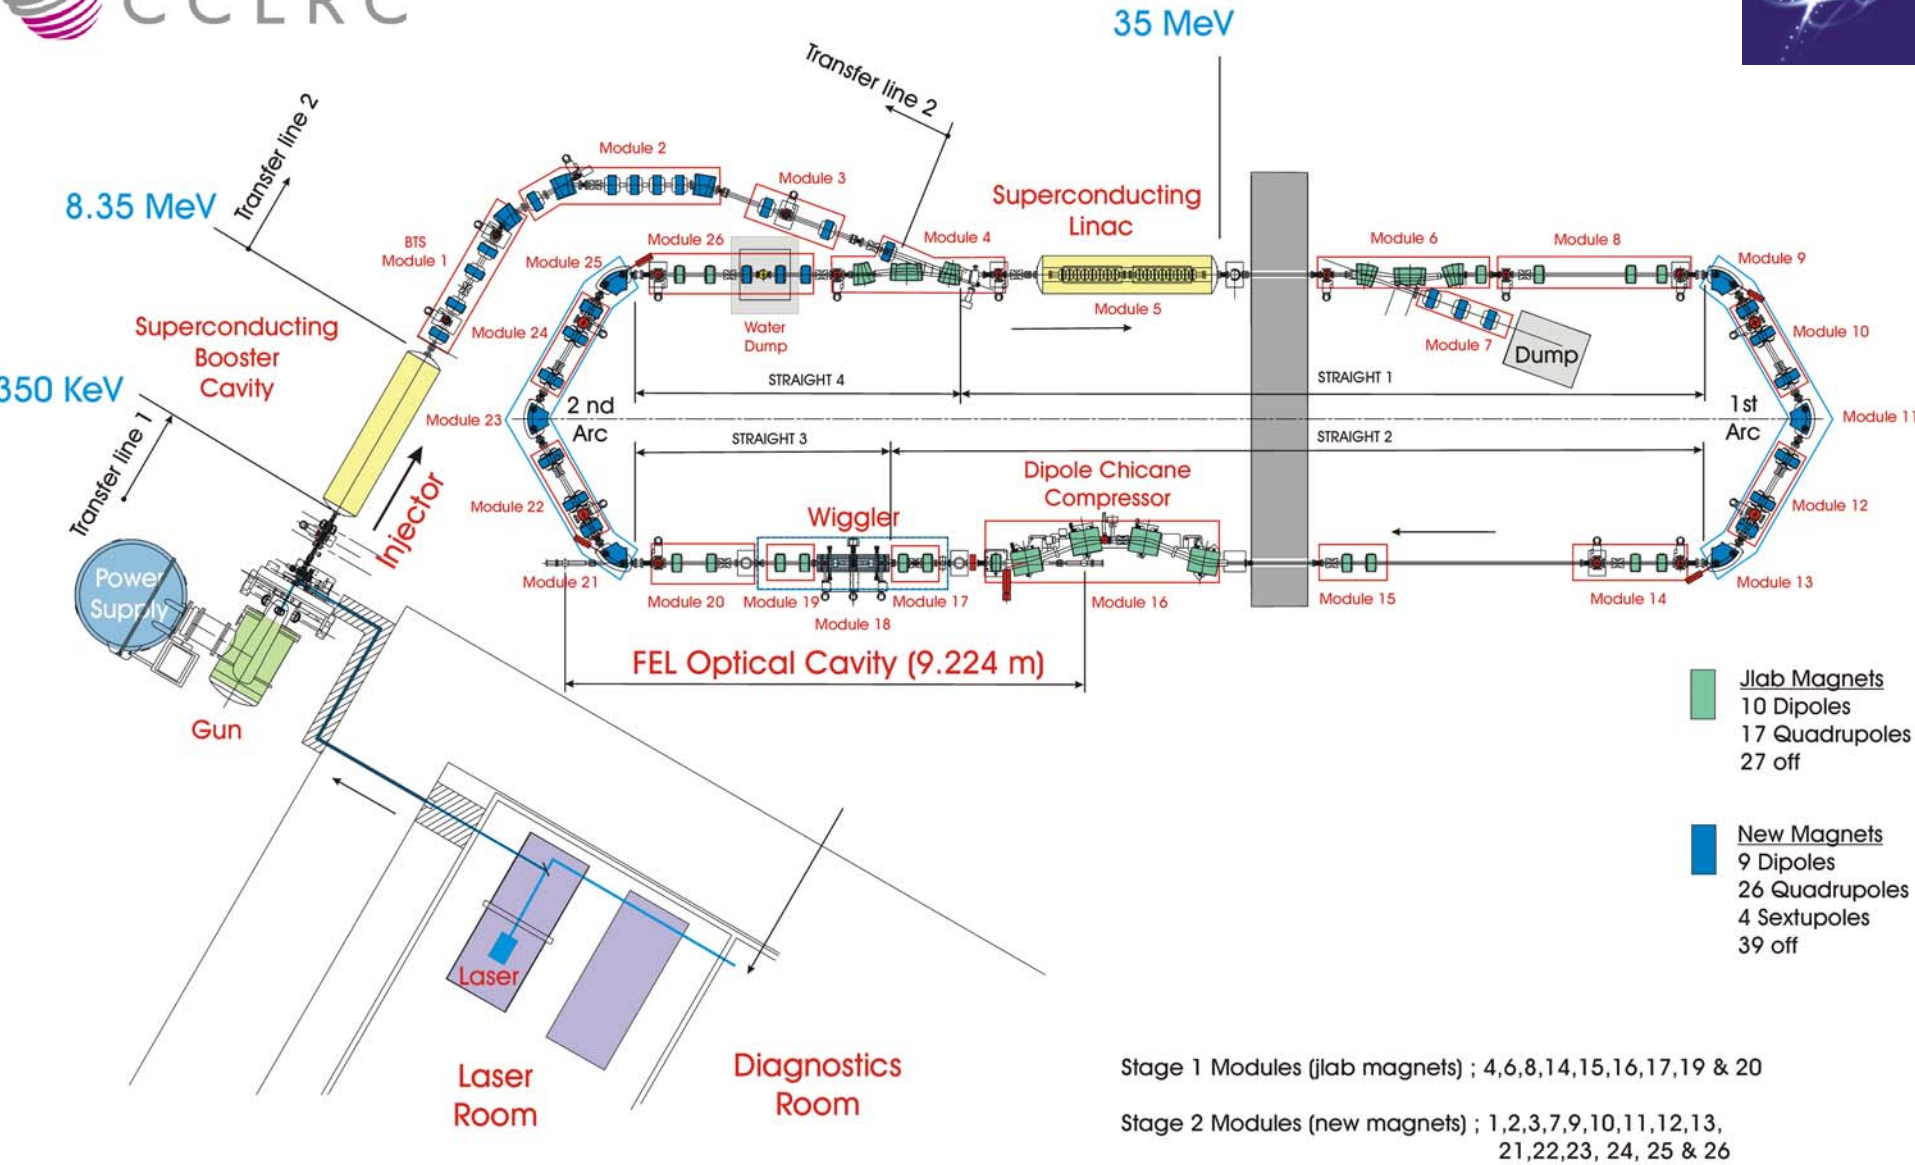 CCLRC
35 MeV
Transfer line 2
Transfer line 2
Module 2
Module 3
8.35 MeV
Superconducting
Linac
BTS
Module 1
Module 25
Module 26
Module 4
Module 6
Module 8
Module 9
Module 5
Module 24
Water
Dump
Module 7
Dump
Module 10
Superconducting
Booster
Cavity
350 KeV
Transfer line 1
STRAIGHT 4
STRAIGHT 1
Module 23
2 nd
Arc
1st
Arc
Module 11
STRAIGHT 3
STRAIGHT 2
Injector
Module 22
Wiggler
Dipole Chicane
Compressor
Module 12
Power
Supply
Module 21
Module 20
Module 19
Module 18
Module 17
Module 16
Module 15
Module 14
Module 13
FEL Optical Cavity (9.224 m)
Gun
Jlab Magnets
10 Dipoles
17 Quadrupoles
27 off
New Magnets
9 Dipoles
26 Quadrupoles
4 Sextupoles
39 off
Laser
Laser
Room
Diagnostics
Room
Stage 1 Modules (jlab magnets) ; 4,6,8,14,15,16,17,19 & 20
Stage 2 Modules (new magnets) ; 1,2,3,7,9,10,11,12,13,
21,22,23, 24, 25 & 26